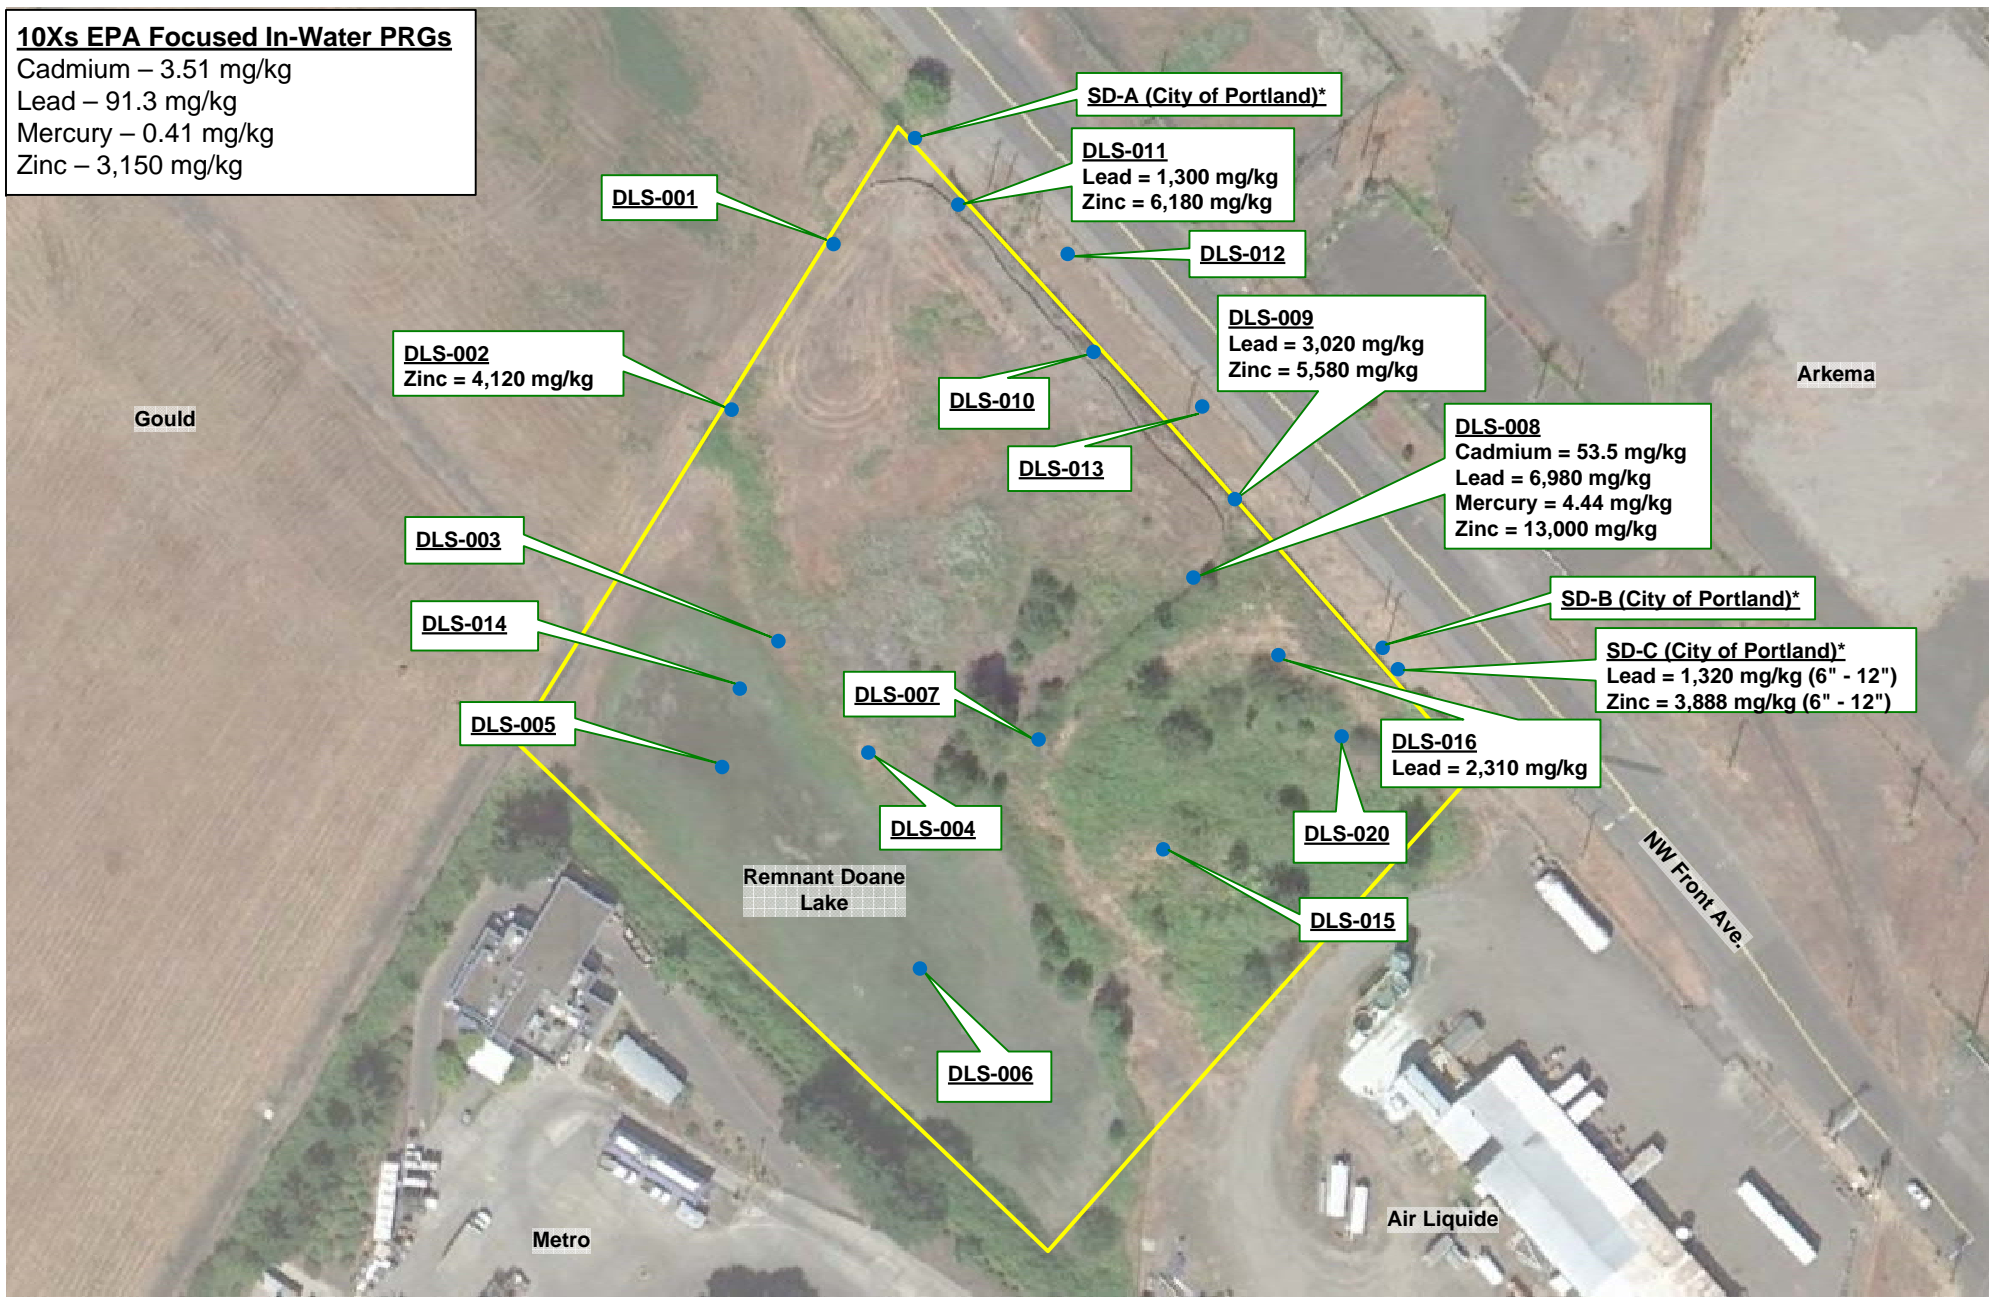 10Xs EPA Focused In-Water PRGs
Cadmium – 3.51 mg/kg
Lead – 91.3 mg/kg
Mercury – 0.41 mg/kg
Zinc – 3,150 mg/kg
SD-A (City of Portland)*
DLS-011
Lead = 1,300 mg/kg
Zinc = 6,180 mg/kg
DLS-001
DLS-012
DLS-009
Lead = 3,020 mg/kg
Zinc = 5,580 mg/kg
DLS-002
Zinc = 4,120 mg/kg
Arkema
DLS-010
Gould
DLS-008
Cadmium = 53.5 mg/kg
Lead = 6,980 mg/kg
Mercury = 4.44 mg/kg
Zinc = 13,000 mg/kg
DLS-013
DLS-003
SD-B (City of Portland)*
DLS-014
SD-C (City of Portland)*
Lead = 1,320 mg/kg (6" - 12")
Zinc = 3,888 mg/kg (6" - 12")
DLS-007
DLS-005
DLS-016
Lead = 2,310 mg/kg
DLS-004
DLS-020
Remnant Doane
Lake
NW Front Ave.
DLS-015
DLS-006
Air Liquide
Metro